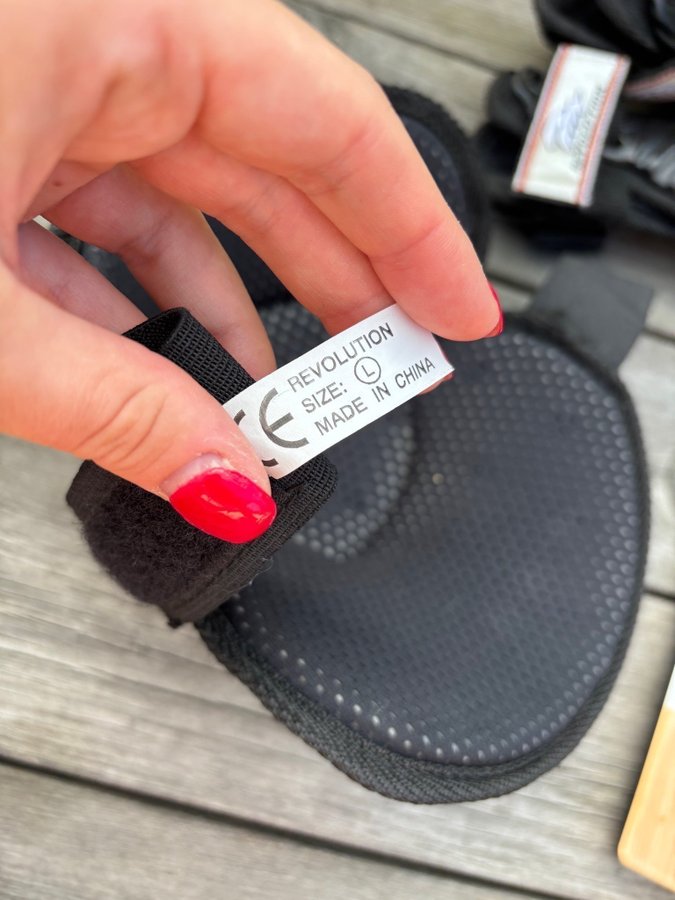 CE
REVOLUTION
SIZE: L
MADE IN CHINA